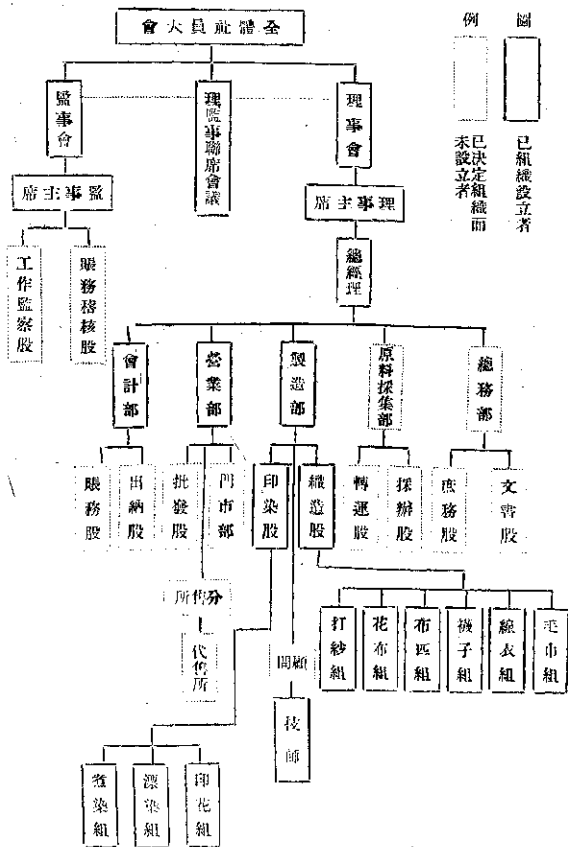 圖例
已組織設立者
已決定組織而
未設立者
全體社員大會
理事會
理監事聯席會議
監事會
理事主席
監事主席
總經理
賬務稽核股
工作監察股
總務部
原料採集部
製造部
營業部
會計部
文書股
庶務股
採辦股
轉運股
織造股
印染股
門市部
批發股
出納股
賬務股
毛巾組
線衣組
襪子組
布匹組
花布組
打紗組
分售所
代售所
顧問
技師
印花組
漂染組
煮染組